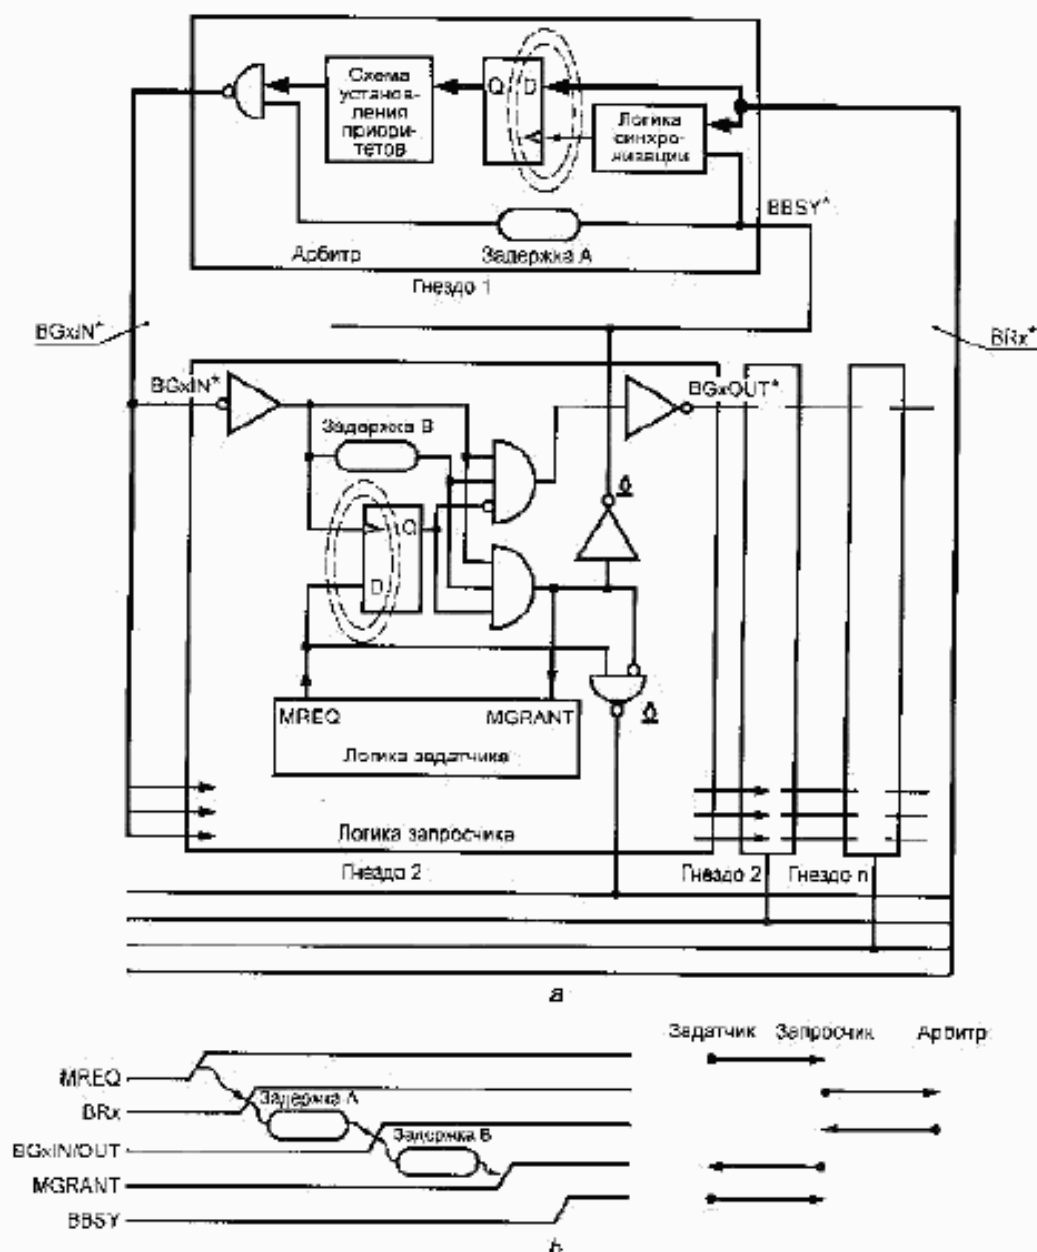 Схема
установ-
ления
приори-
тетов
Q D
Логика
синхро-
низации
BBSY*
Арбитр
Задержка A
Гнездо 1
BGxIN*
BRx*
BGxIN*
BGxOUT*
Задержка B
Q
D
MREQ
MGRANT
Логика задатчика
Логика запросчика
Гнездо 2
Гнездо 2
Гнездо n
a
Задатчик Запросчик Арбитр
MREQ
BRx
Задержка A
BGxIN/OUT
Задержка B
MGRANT
BBSY
b